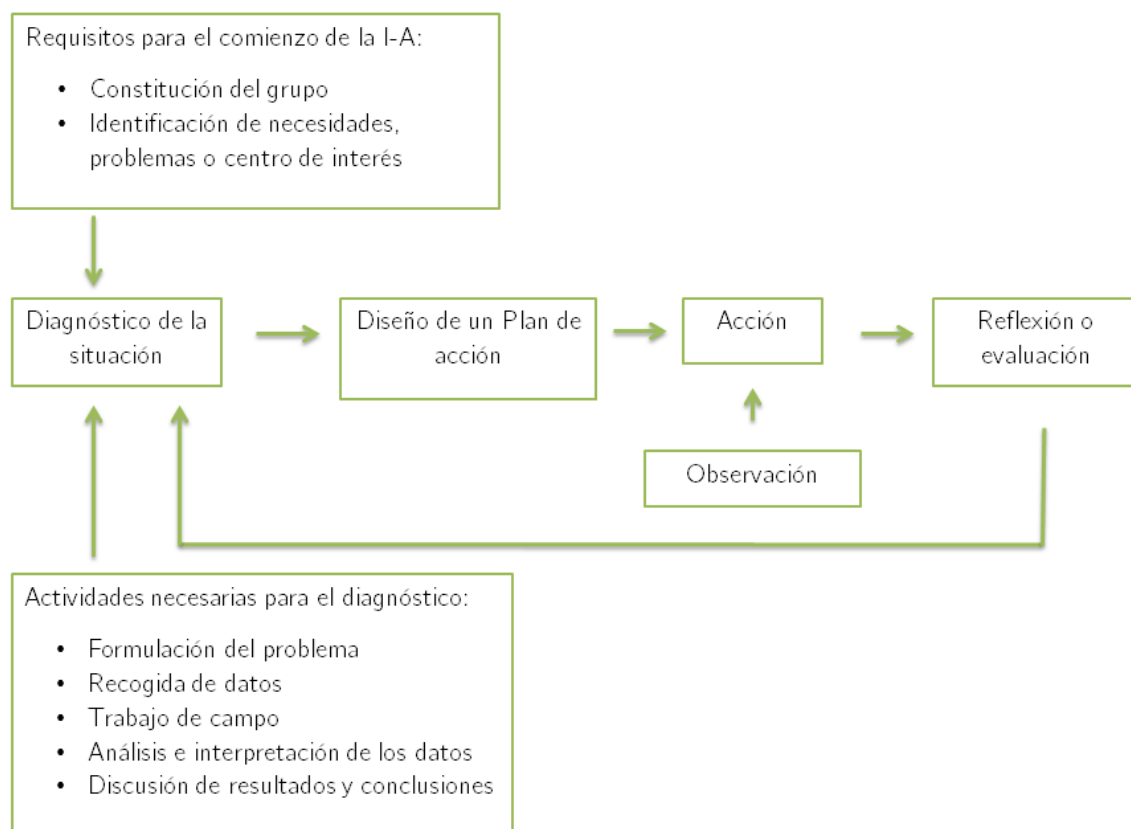 Requisitos para el comienzo de la I-A:
• Constitución del grupo
• Identificación de necesidades,
problemas o centro de interés
Diagnóstico de la
situación
Diseño de un Plan de
acción
Acción
Reflexión o
evaluación
Observación
Actividades necesarias para el diagnóstico:
• Formulación del problema
• Recogida de datos
• Trabajo de campo
• Análisis e interpretación de los datos
• Discusión de resultados y conclusiones